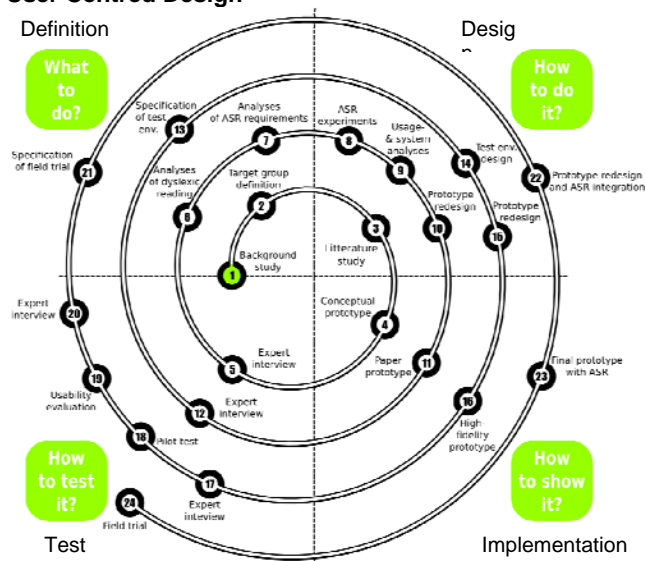 User Centred Design
Definition
Desig
n
What
to
do?
How
to do
it?
Specification
of test
env.
13
Analyses
of ASR requirements
7
ASR
experiments
8
Usage-
& system
analyses
9
Test env.
design
14
Specification
of field trial
21
Analyses
of dyslexic
reading
6
Target group
definition
2
Prototype
redesign
10
Prototype
redesign
15
22
Prototype redesign
and ASR integration
3
Litterature
study
Background
study
1
Expert
interview
20
Conceptual
prototype
4
Expert
interview
5
Paper
prototype
11
Final prototype
with ASR
23
19
Usability
evaluation
12
Expert
interview
16
High-
fidelity
prototype
18
Pilot test
17
Expert
inteview
How
to test
it?
24
Field trial
How
to show
it?
Test
Implementation